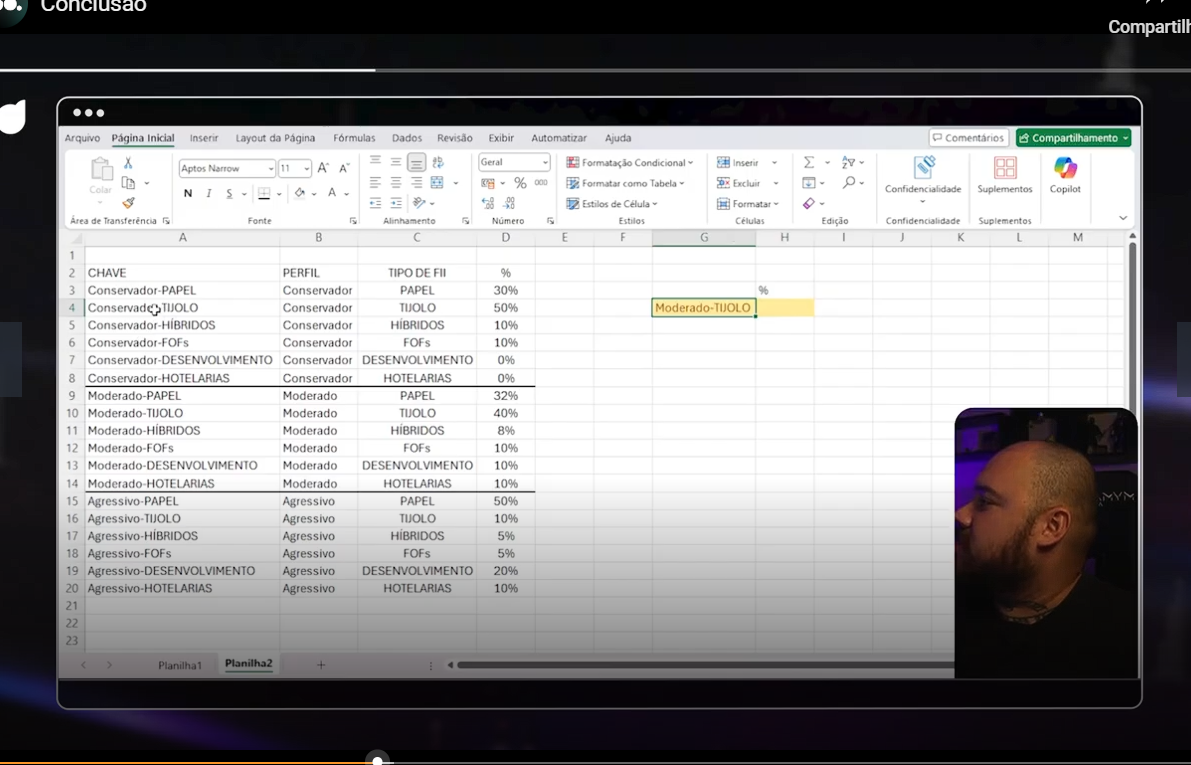 Conclusão
Compartilh
Arquivo Página Inicial Inserir Layout da Página Fórmulas Dados Revisão Exibir Automatizar Ajuda Comentários Compartilhamento
Colar Aptos Narrow 11 A A Geral Formatação Condicional Inserir Confidencialidade Suplementos Copilot
N I S A % 000 Formatar como Tabela Excluir
Estilos de Célula Formatar
Área de Transferência Fonte Alinhamento Número Estilos Células Edição Confidencialidade Suplementos
A B C D E F G H I J K L M
1
2 CHAVE PERFIL TIPO DE FII %
3 Conservador-PAPEL Conservador PAPEL 30% %
4 Conservador-TIJOLO Conservador TIJOLO 50% Moderado-TIJOLO
5 Conservador-HÍBRIDOS Conservador HÍBRIDOS 10%
6 Conservador-FOFs Conservador FOFs 10%
7 Conservador-DESENVOLVIMENTO Conservador DESENVOLVIMENTO 0%
8 Conservador-HOTELARIAS Conservador HOTELARIAS 0%
9 Moderado-PAPEL Moderado PAPEL 32%
10 Moderado-TIJOLO Moderado TIJOLO 40%
11 Moderado-HÍBRIDOS Moderado HÍBRIDOS 8%
12 Moderado-FOFs Moderado FOFs 10%
13 Moderado-DESENVOLVIMENTO Moderado DESENVOLVIMENTO 10%
14 Moderado-HOTELARIAS Moderado HOTELARIAS 10%
15 Agressivo-PAPEL Agressivo PAPEL 50%
16 Agressivo-TIJOLO Agressivo TIJOLO 10%
17 Agressivo-HÍBRIDOS Agressivo HÍBRIDOS 5%
18 Agressivo-FOFs Agressivo FOFs 5%
19 Agressivo-DESENVOLVIMENTO Agressivo DESENVOLVIMENTO 20%
20 Agressivo-HOTELARIAS Agressivo HOTELARIAS 10%
21
22
23
Planilha1 Planilha2